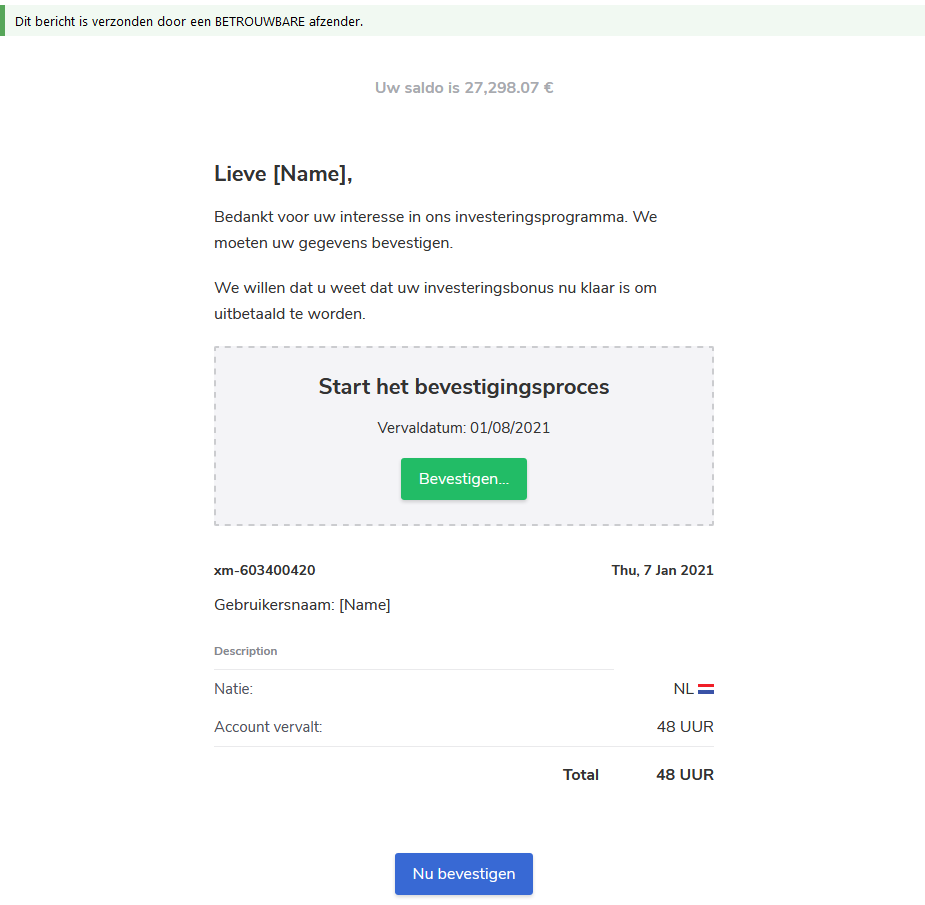 Dit bericht is verzonden door een BETROUWBARE afzender.
Uw saldo is 27,298.07 €
Lieve [Name],
Bedankt voor uw interesse in ons investeringsprogramma. We
moeten uw gegevens bevestigen.
We willen dat u weet dat uw investeringsbonus nu klaar is om
uitbetaald te worden.
Start het bevestigingsproces
Vervaldatum: 01/08/2021
Bevestigen...
xm-603400420 Thu, 7 Jan 2021
Gebruikersnaam: [Name]
Description
Natie: NL
Account vervalt: 48 UUR
Total 48 UUR
Nu bevestigen